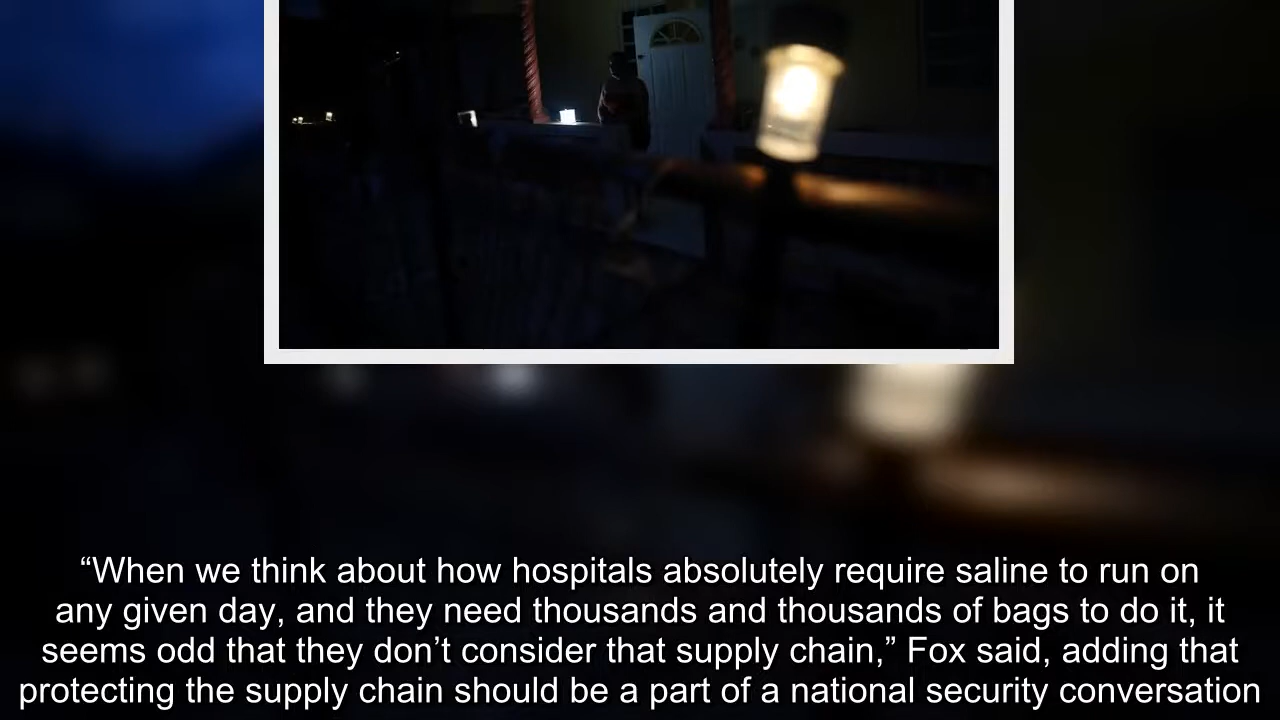 “When we think about how hospitals absolutely require saline to run on
any given day, and they need thousands and thousands of bags to do it, it
seems odd that they don’t consider that supply chain,” Fox said, adding that
protecting the supply chain should be a part of a national security conversation